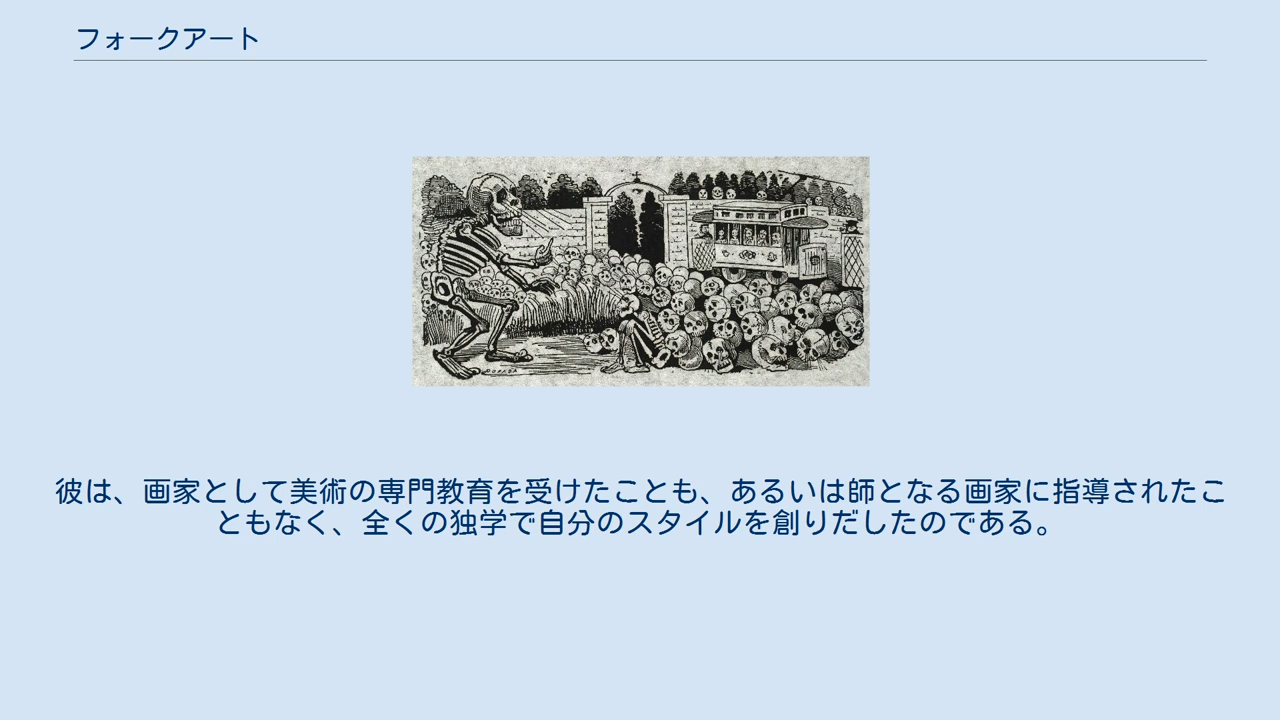 フォークアート
POSADA
彼は、画家として美術の専門教育を受けたことも、あるいは師となる画家に指導されたこ
ともなく、全くの独学で自分のスタイルを創りだしたのである。